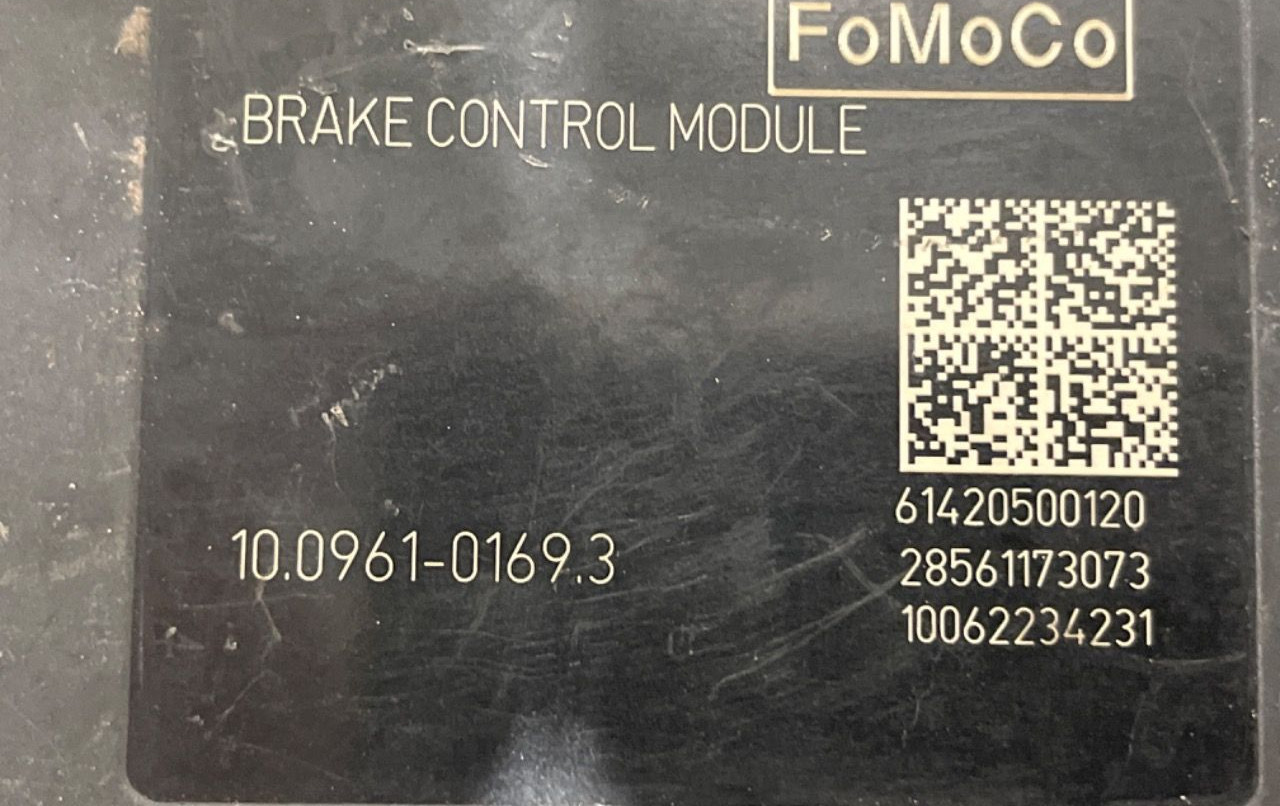 FoMoCo
BRAKE CONTROL MODULE
61420500120
10.0961-0169.3
28561173073
10062234231